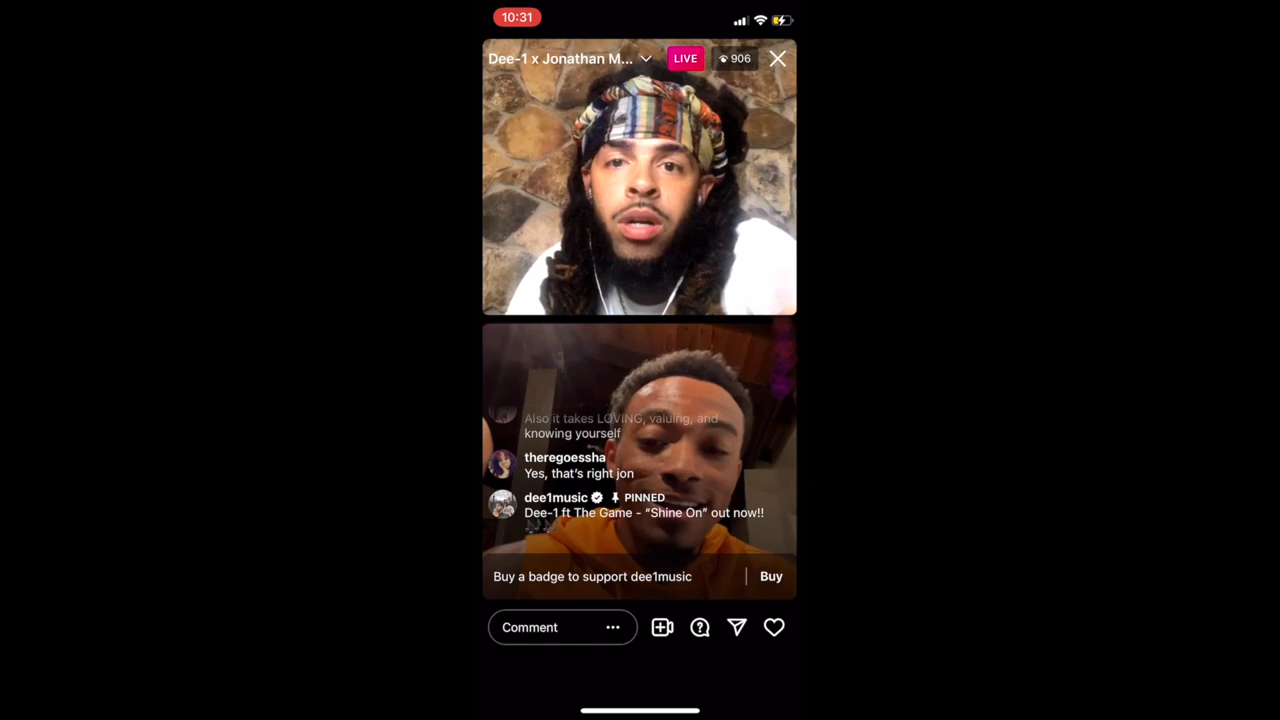 10:31
Dee-1 x Jonathan M...
LIVE
906
Also it takes LOVING, valuing, and
knowing yourself
theregoessha
Yes, that's right jon
dee1music PINNED
Dee-1 ft The Game - “Shine On” out now!!
Buy a badge to support dee1music
Buy
Comment